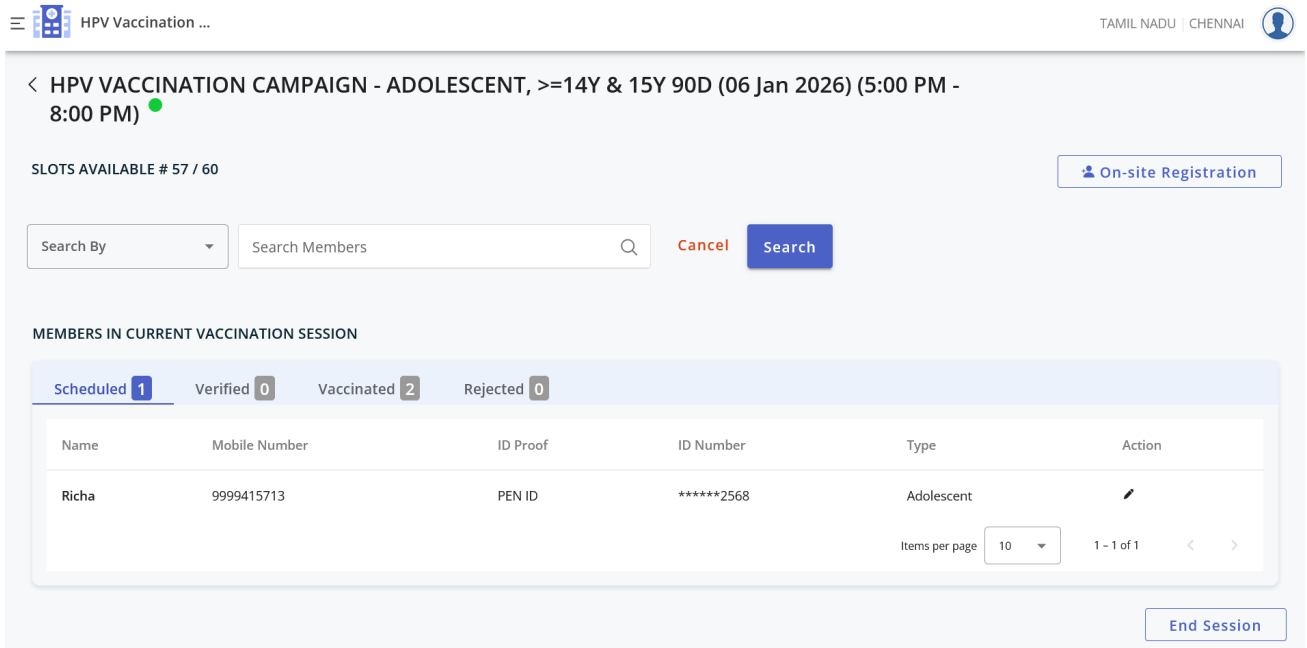 HPV Vaccination ...
TAMIL NADU | CHENNAI
HPV VACCINATION CAMPAIGN - ADOLESCENT, >=14Y & 15Y 90D (06 Jan 2026) (5:00 PM -
8:00 PM)
SLOTS AVAILABLE # 57 / 60
On-site Registration
Search By
Search Members
Cancel
Search
MEMBERS IN CURRENT VACCINATION SESSION
Scheduled 1 Verified 0 Vaccinated 2 Rejected 0
Name Mobile Number ID Proof ID Number Type Action
Richa 9999415713 PEN ID ******2568 Adolescent
Items per page 10 1 – 1 of 1
End Session